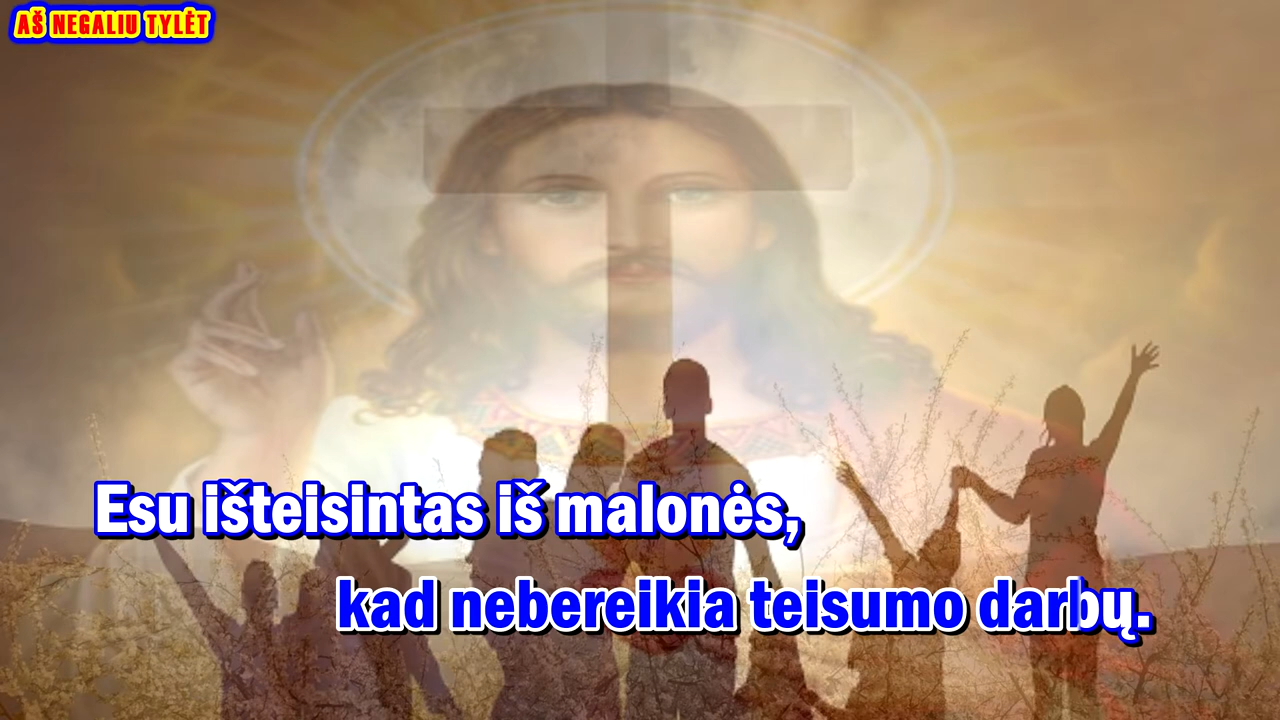 AŠ NEGALIU TYLĖT
Esu išteisintas iš malonės,
kad nebereikia teisumo darbų.